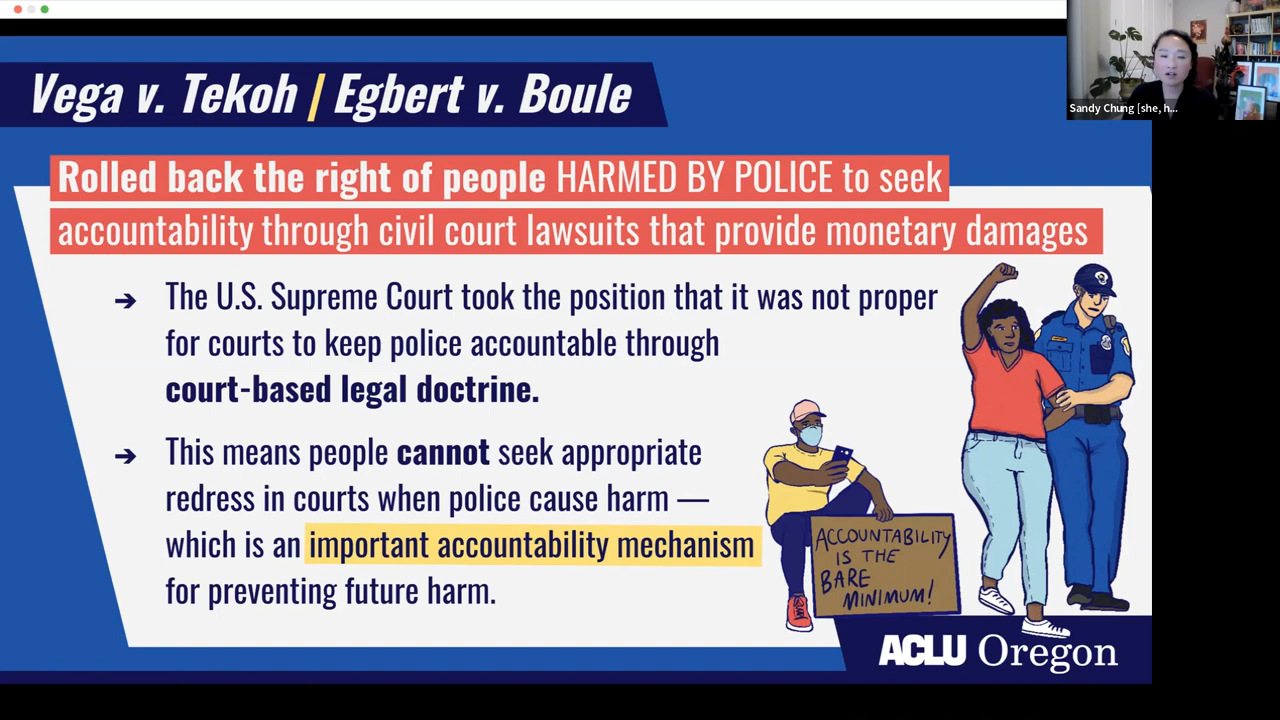 Vega v. Tekoh | Egbert v. Boule
Sandy Chung [she, h...
Rolled back the right of people HARMED BY POLICE to seek
accountability through civil court lawsuits that provide monetary damages
➔ The U.S. Supreme Court took the position that it was not proper
for courts to keep police accountable through
court-based legal doctrine.
➔ This means people cannot seek appropriate
redress in courts when police cause harm —
which is an important accountability mechanism
for preventing future harm.
ACCOUNTABILITY
IS THE
BARE
MINIMUM!
ACLU Oregon